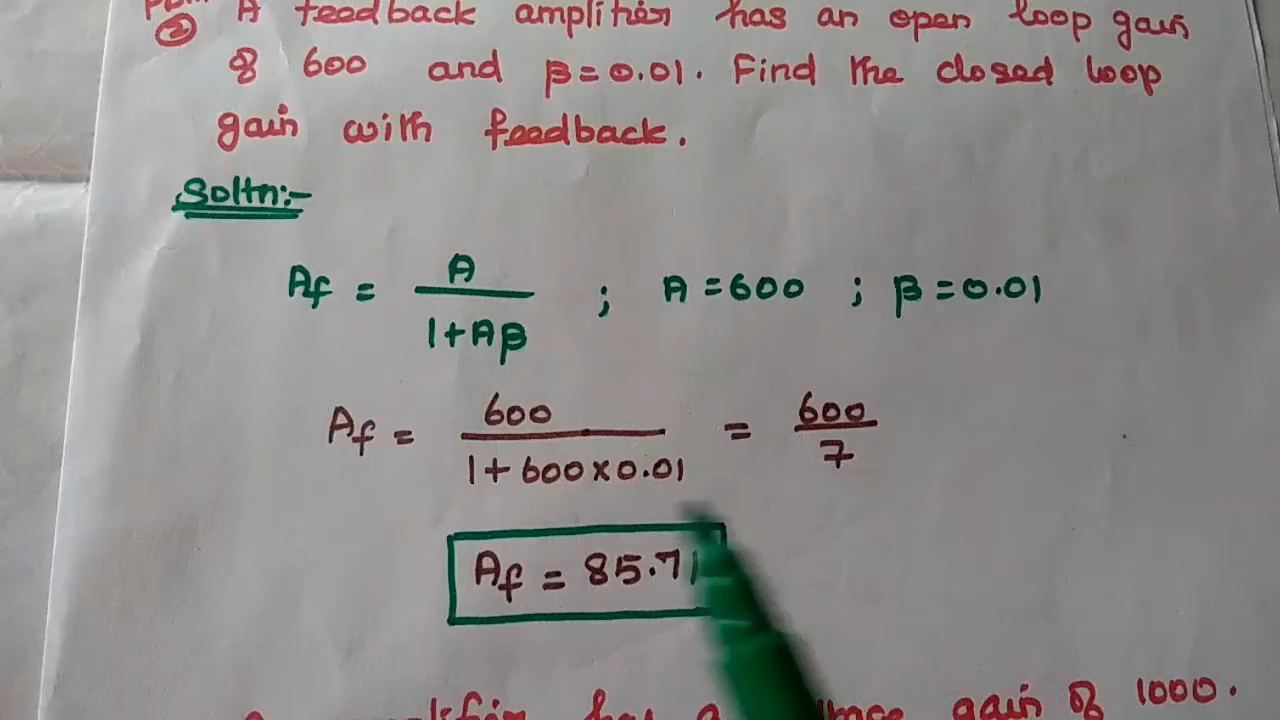 ② A feedback amplifier has an open loop gain
of 600 and β=0.01. Find the closed loop
gain with feedback.
Soltn:-
Af = A / 1+Aβ ; A=600 ; β=0.01
Af = 600 / 1+600×0.01 = 600 / 7
Af = 85.71
has a gain of 1000.